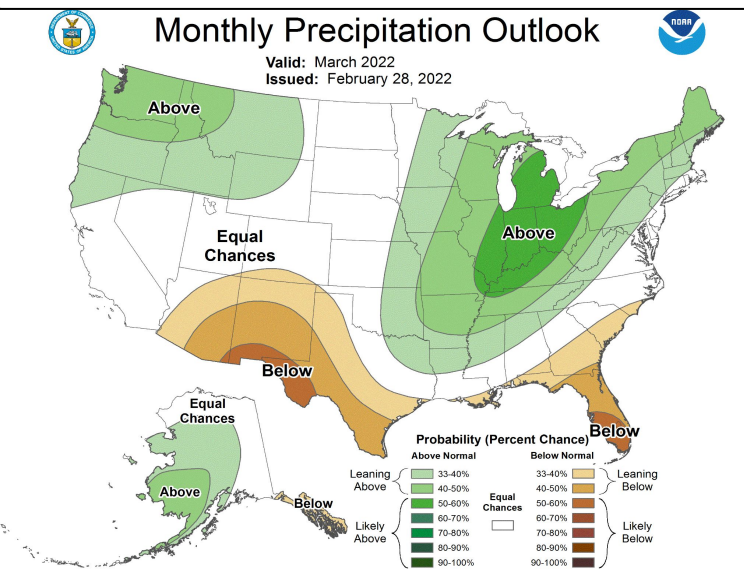 Monthly Precipitation Outlook
NOAA
Valid: March 2022
Issued: February 28, 2022
Above
Equal
Chances
Above
Below
Below
Equal
Chances
Above
Below
Probability (Percent Chance)
Above Normal
Below Normal
Leaning
Above
33-40%
40-50%
Likely
Above
50-60%
60-70%
70-80%
80-90%
90-100%
Equal
Chances
33-40%
40-50%
Leaning
Below
50-60%
60-70%
70-80%
80-90%
90-100%
Likely
Below